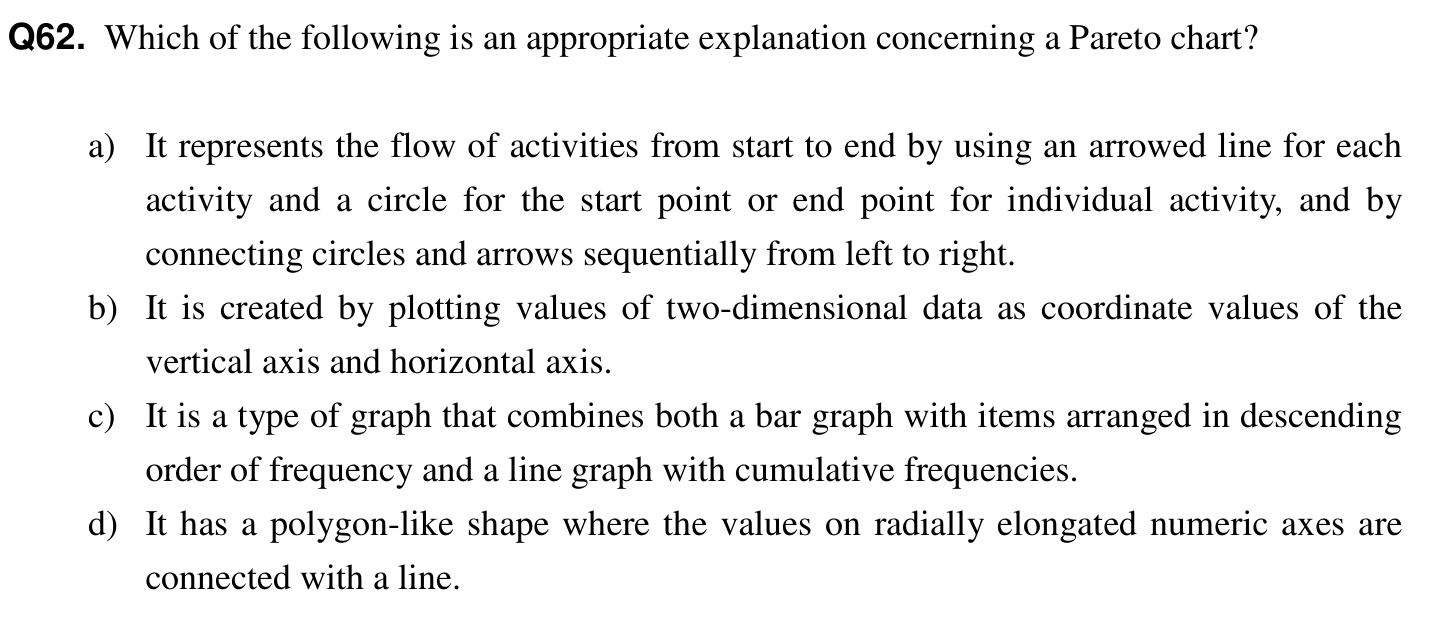 Q62. Which of the following is an appropriate explanation concerning a Pareto chart?
a) It represents the flow of activities from start to end by using an arrowed line for each
activity and a circle for the start point or end point for individual activity, and by
connecting circles and arrows sequentially from left to right.
b) It is created by plotting values of two-dimensional data as coordinate values of the
vertical axis and horizontal axis.
c) It is a type of graph that combines both a bar graph with items arranged in descending
order of frequency and a line graph with cumulative frequencies.
d) It has a polygon-like shape where the values on radially elongated numeric axes are
connected with a line.